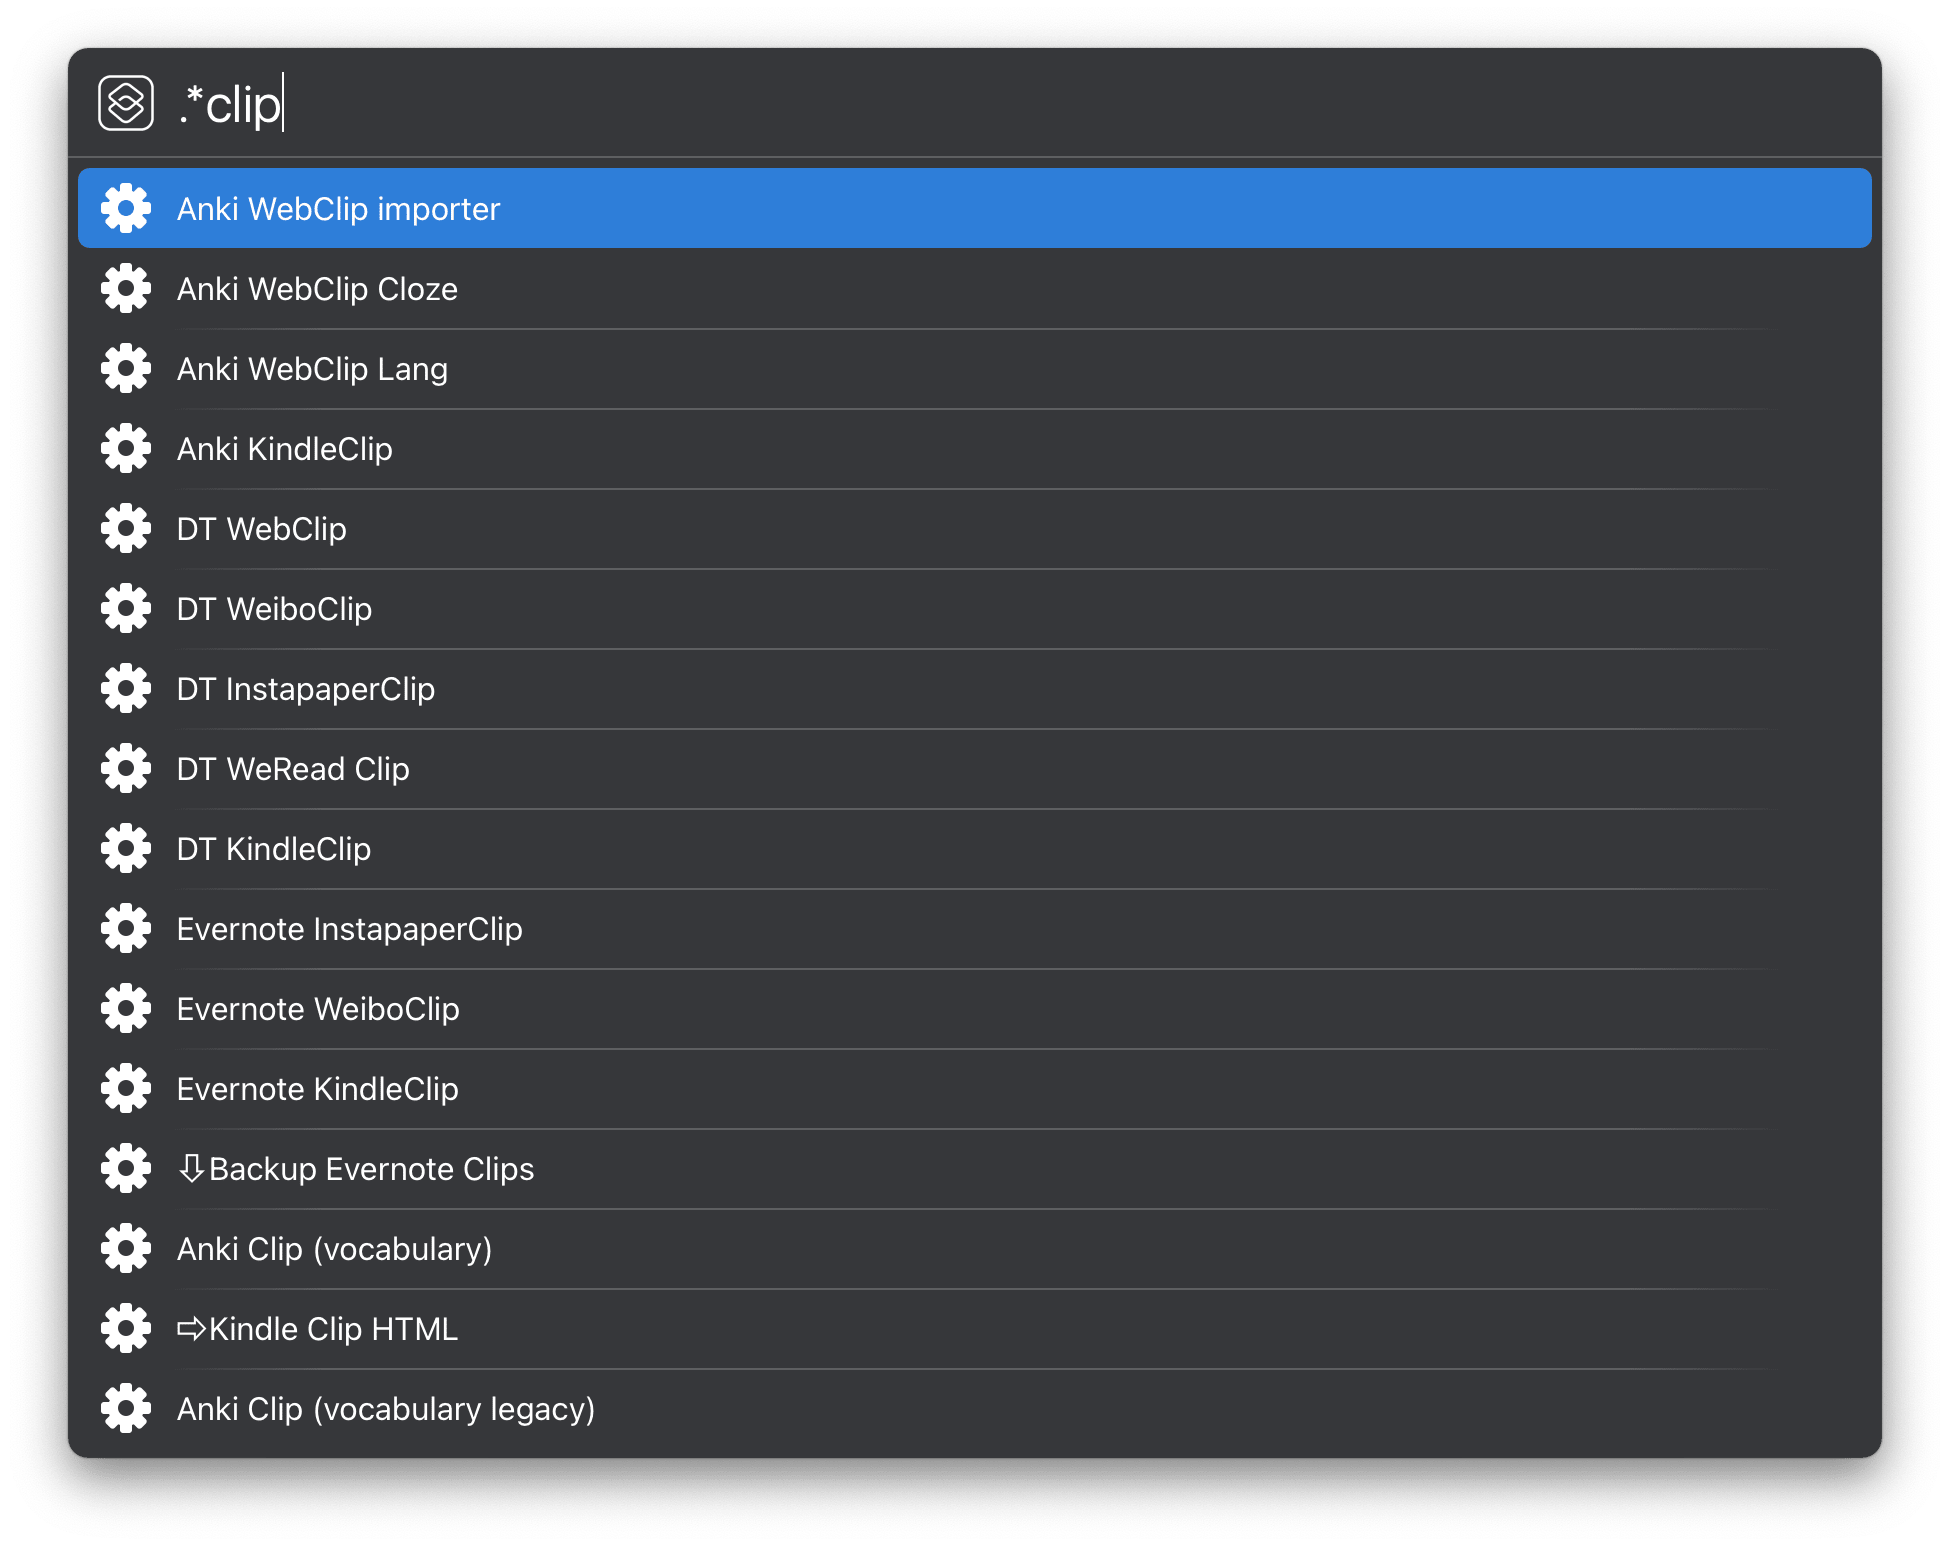 .*clip
Anki WebClip importer
Anki WebClip Cloze
Anki WebClip Lang
Anki KindleClip
DT WebClip
DT WeiboClip
DT InstapaperClip
DT WeRead Clip
DT KindleClip
Evernote InstapaperClip
Evernote WeiboClip
Evernote KindleClip
⇩Backup Evernote Clips
Anki Clip (vocabulary)
⇨Kindle Clip HTML
Anki Clip (vocabulary legacy)